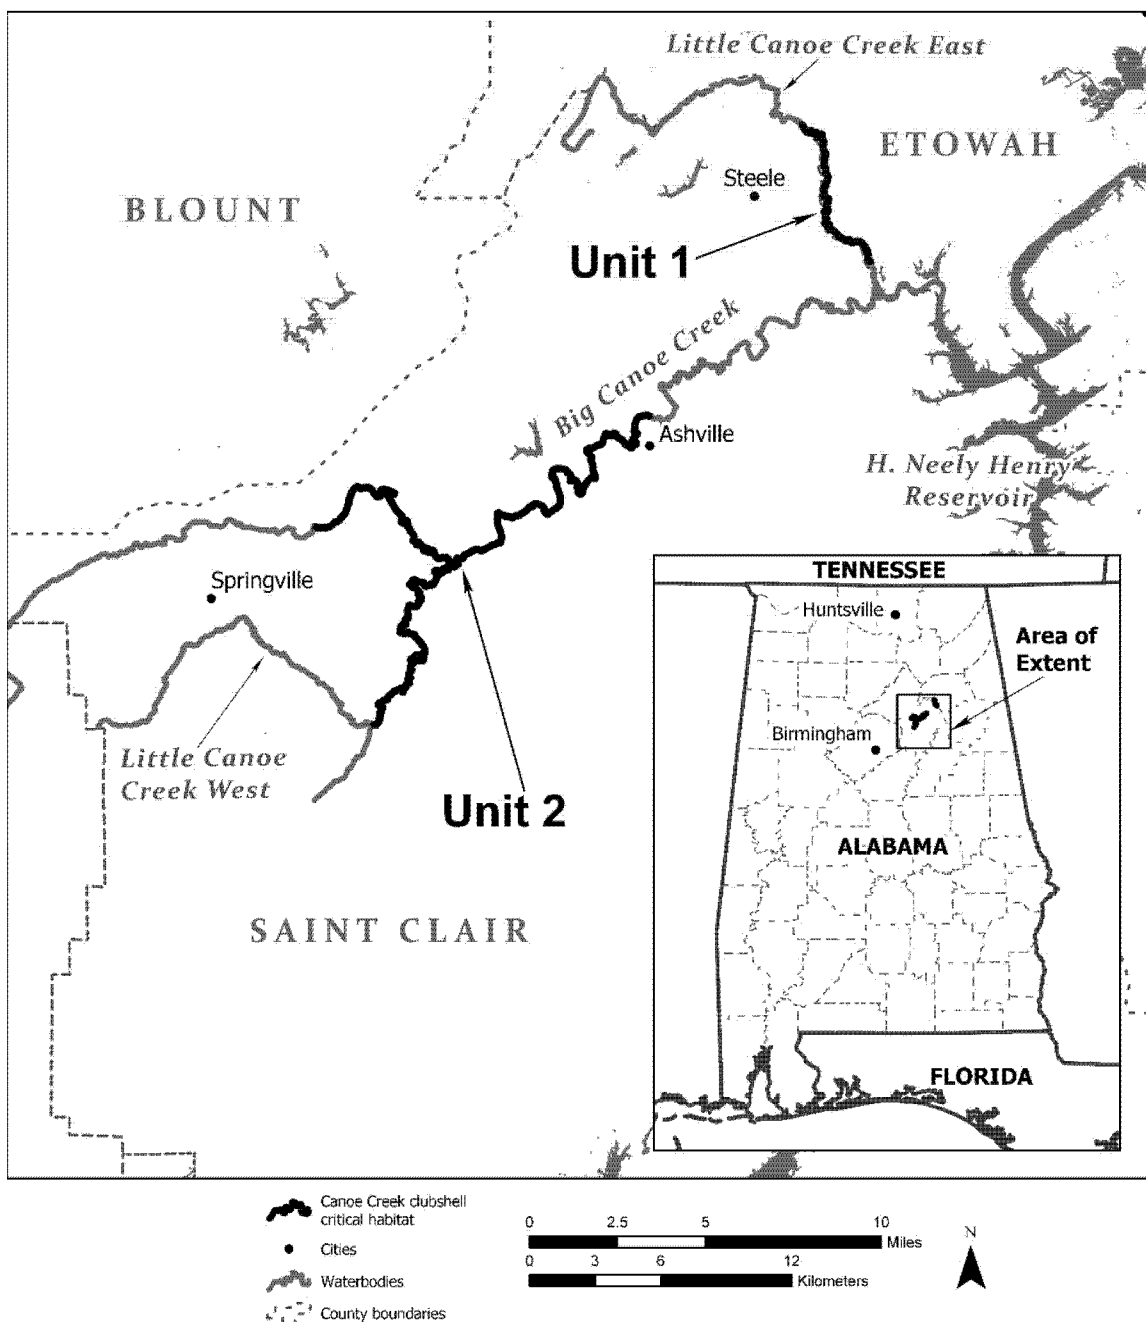 Little Canoe Creek East
ETOWAH
Steele
BLOUNT
Unit 1
Big Canoe Creek
Ashville
H. Neely Henry
Reservoir
Springville
Little Canoe
Creek West
Unit 2
SAINT CLAIR
TENNESSEE
Huntsville
Area of
Extent
Birmingham
ALABAMA
FLORIDA
Canoe Creek clubshell
critical habitat
Cities
Waterbodies
County boundaries
0 2.5 5 10
Miles
0 3 6 12
Kilometers
N